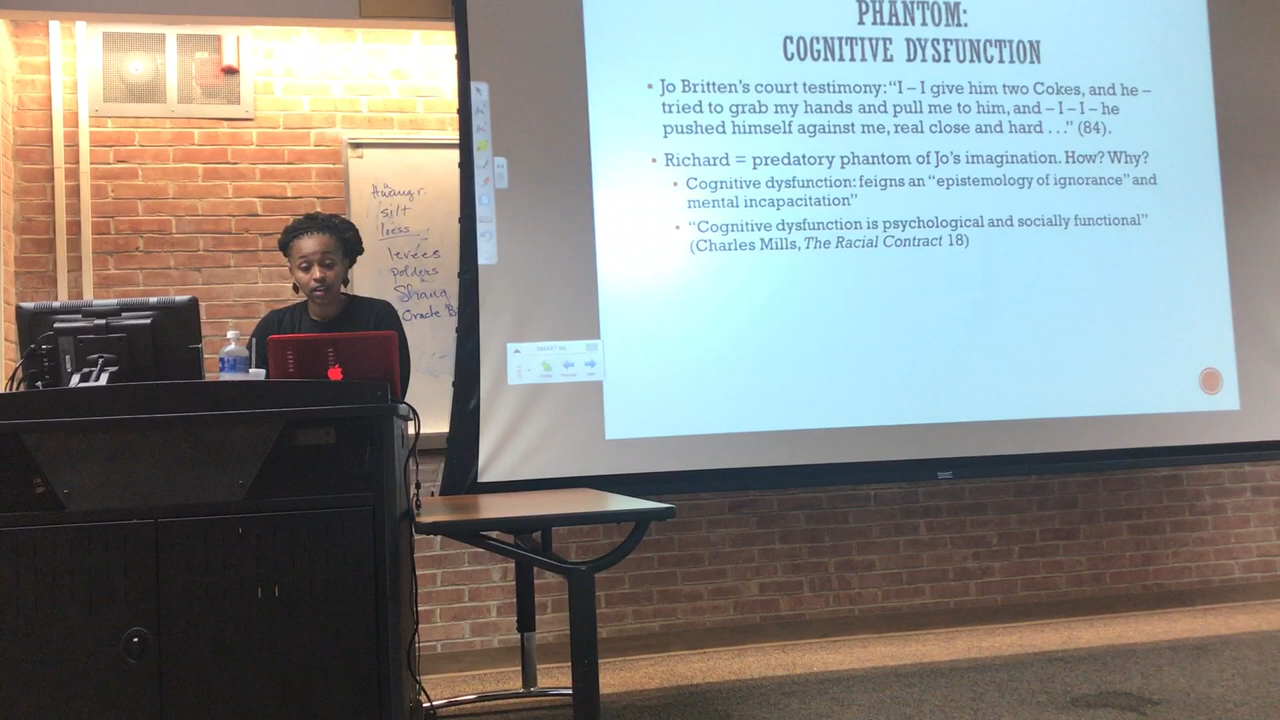 PHANTOM:
COGNITIVE DYSFUNCTION
▪ Jo Britten's court testimony: “I – I give him two Cokes, and he –
tried to grab my hands and pull me to him, and – I – I – he
pushed himself against me, real close and hard . . .” (84).
▪ Richard = predatory phantom of Jo's imagination. How? Why?
▪ Cognitive dysfunction: feigns an “epistemology of ignorance” and
mental incapacitation”
▪ “Cognitive dysfunction is psychological and socially functional”
(Charles Mills, The Racial Contract 18)
silt
loess
levées
polders
Shang
Oracle B